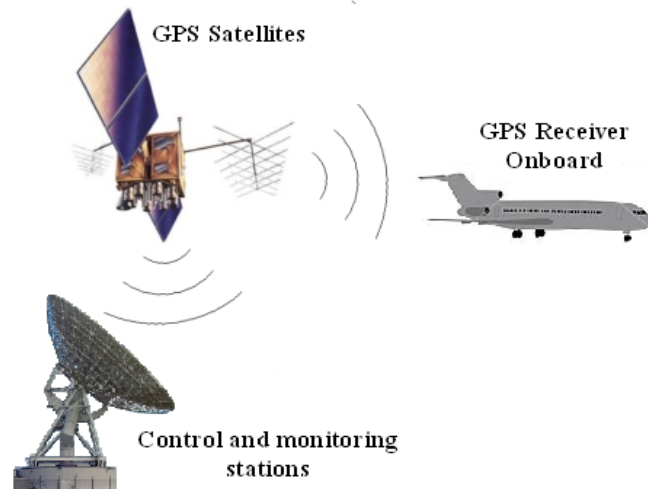 GPS Satellites
GPS Receiver
Onboard
Control and monitoring
stations